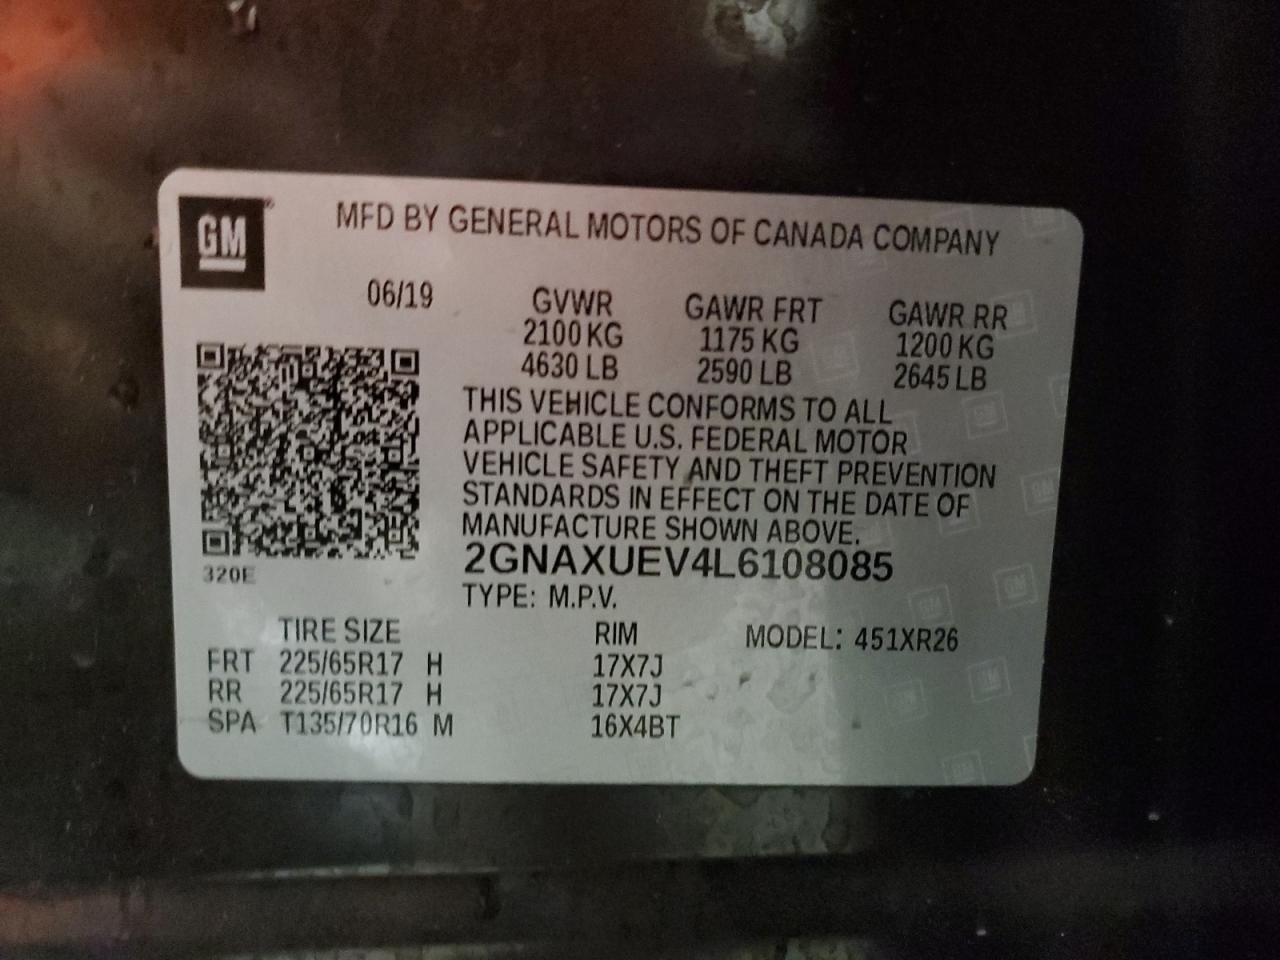 GM
MFD BY GENERAL MOTORS OF CANADA COMPANY
06/19 GVWR GAWR FRT GAWR RR
2100 KG 1175 KG 1200 KG
4630 LB 2590 LB 2645 LB
THIS VEHICLE CONFORMS TO ALL
APPLICABLE U.S. FEDERAL MOTOR
VEHICLE SAFETY AND THEFT PREVENTION
STANDARDS IN EFFECT ON THE DATE OF
MANUFACTURE SHOWN ABOVE.
2GNAXUEV4L6108085
320E
TYPE: M.P.V.
TIRE SIZE RIM MODEL: 451XR26
FRT 225/65R17 H 17X7J
RR 225/65R17 H 17X7J
SPA T135/70R16 M 16X4BT